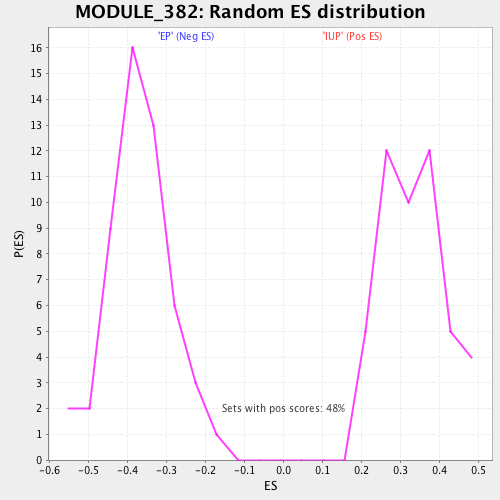 MODULE_382: Random ES distribution
'EP' (Neg ES) 'IUP' (Pos ES)
16
15
14
13
12
11
10
9
8
7
6
5
4
3
2
1
0
P(ES)
Sets with pos scores: 48%
-0.6 -0.5 -0.4 -0.3 -0.2 -0.1 0.0 0.1 0.2 0.3 0.4 0.5
ES